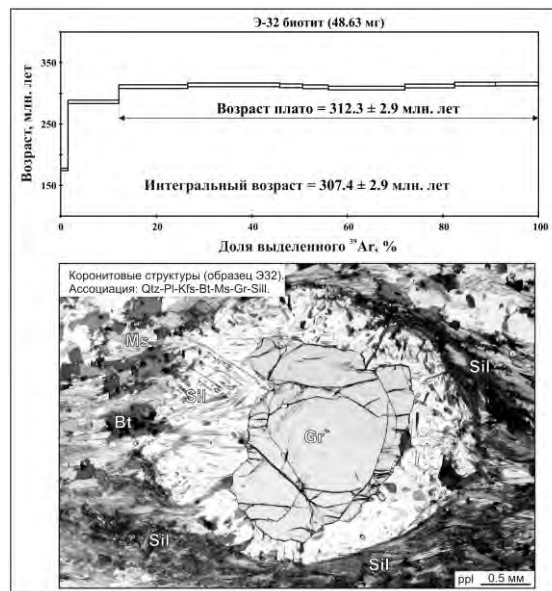 Э-32 биотит (48.63 мг)
Возраст, млн. лет
350
250
150
Возраст плато = 312.3 ± 2.9 млн. лет
Интегральный возраст = 307.4 ± 2.9 млн. лет
0 20 40 60 80 100
Доля выделенного ³⁹Ar, %
Коронитовые структуры (образец Э32).
Ассоциация: Qtz-Pl-Kfs-Bt-Ms-Gr-Sill.
Ms
Sil
Sil
Bt
Gr
Sil
Sil
ppl 0.5 мм